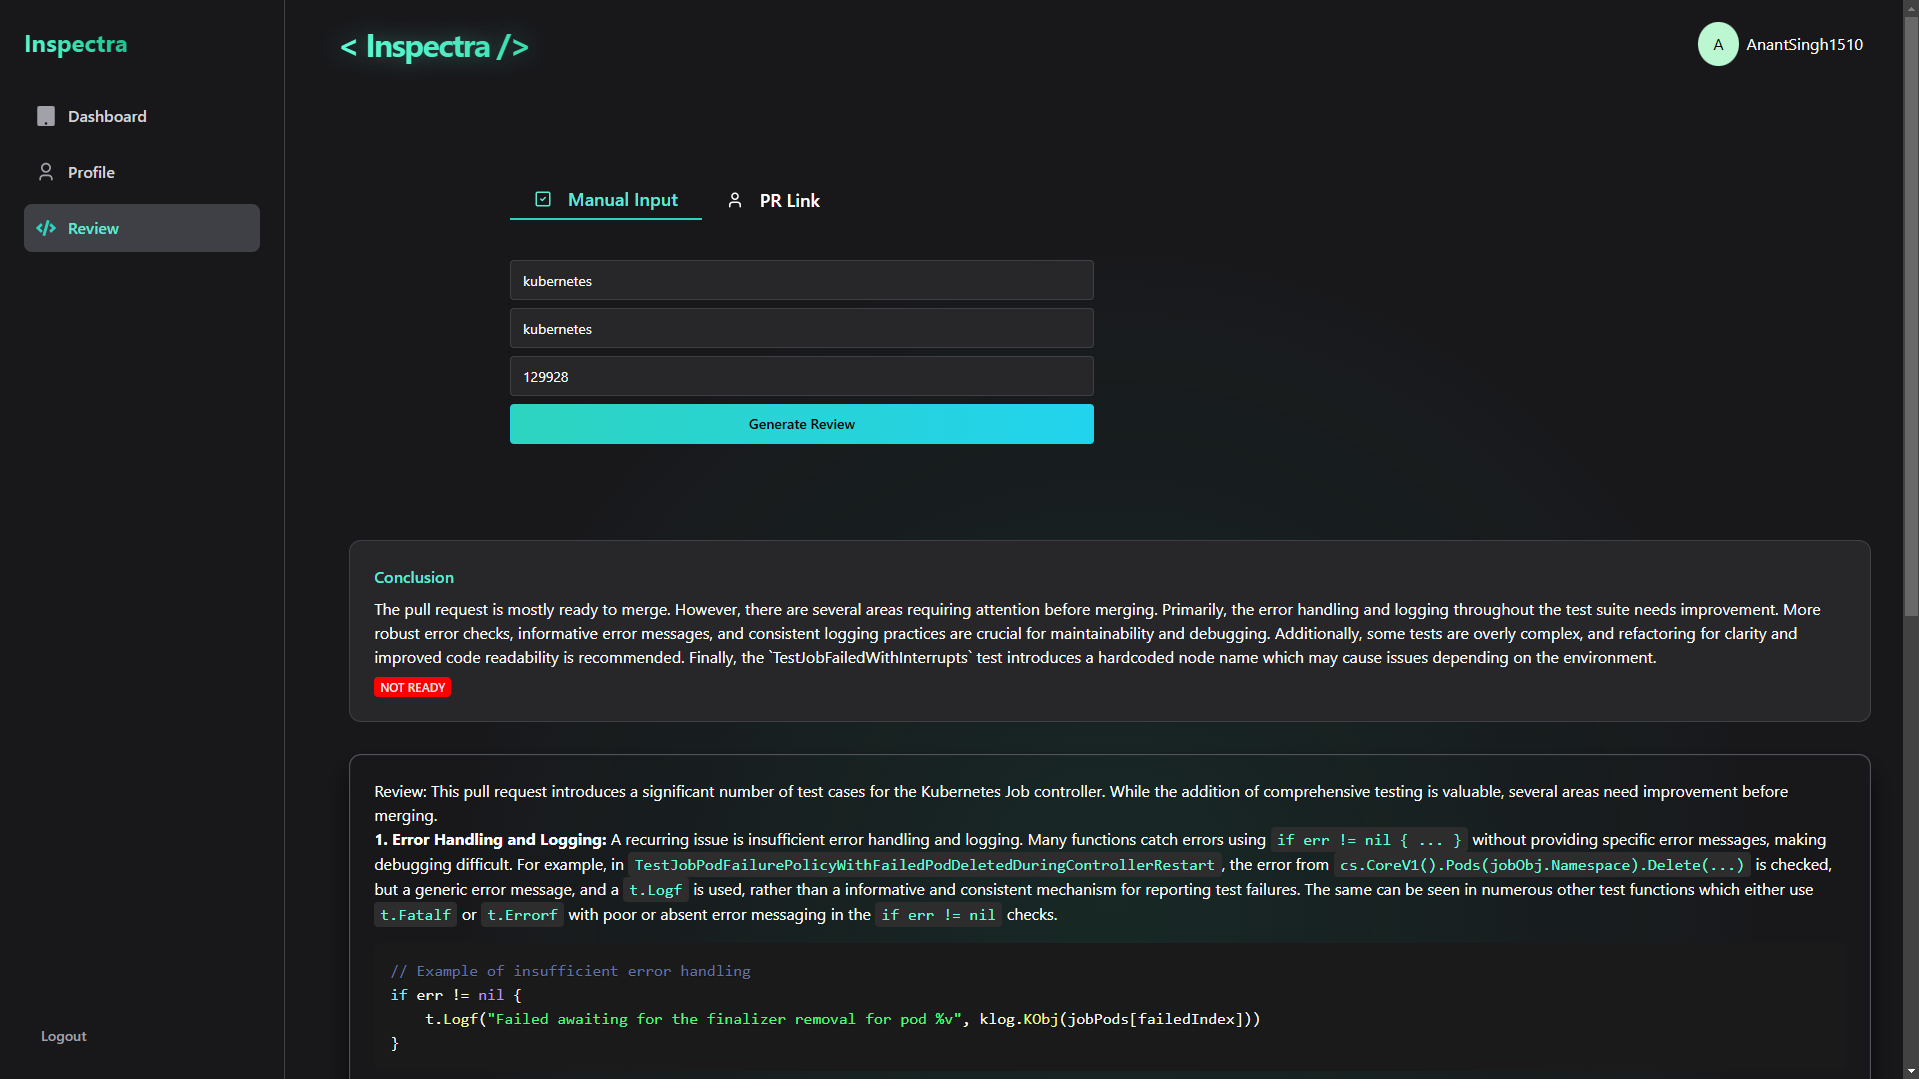 Inspectra
Dashboard
Profile
Review
Logout
< Inspectra />
A AnantSingh1510
Manual Input
PR Link
kubernetes
kubernetes
129928
Generate Review
Conclusion
The pull request is mostly ready to merge. However, there are several areas requiring attention before merging. Primarily, the error handling and logging throughout the test suite needs improvement. More
robust error checks, informative error messages, and consistent logging practices are crucial for maintainability and debugging. Additionally, some tests are overly complex, and refactoring for clarity and
improved code readability is recommended. Finally, the `TestJobFailedWithInterrupts` test introduces a hardcoded node name which may cause issues depending on the environment.
NOT READY
Review: This pull request introduces a significant number of test cases for the Kubernetes Job controller. While the addition of comprehensive testing is valuable, several areas need improvement before
merging.
1. Error Handling and Logging: A recurring issue is insufficient error handling and logging. Many functions catch errors using if err != nil { ... } without providing specific error messages, making
debugging difficult. For example, in TestJobPodFailurePolicyWithFailedPodDeletedDuringControllerRestart, the error from cs.CoreV1().Pods(jobObj.Namespace).Delete(...) is checked,
but a generic error message, and a t.Logf is used, rather than a informative and consistent mechanism for reporting test failures. The same can be seen in numerous other test functions which either use
t.Fatalf or t.Errorf with poor or absent error messaging in the if err != nil checks.
// Example of insufficient error handling
if err != nil {
    t.Logf("Failed awaiting for the finalizer removal for pod %v", klog.KObj(jobPods[failedIndex]))
}